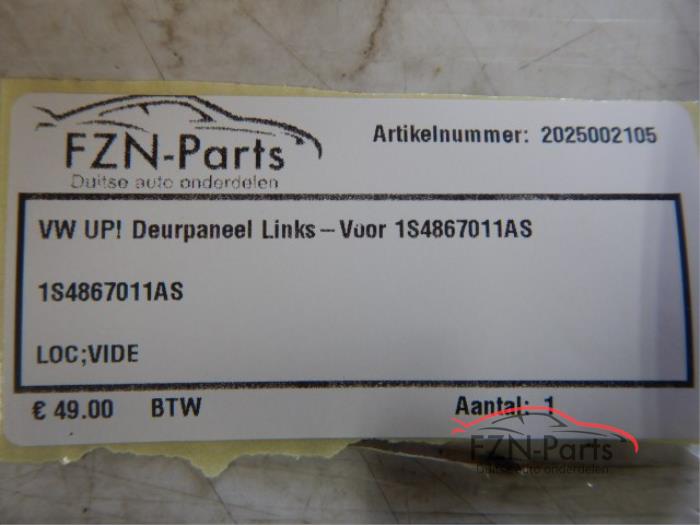 FZN-Parts
Duitse auto onderdelen
Artikelnummer: 2025002105
VW UP! Deurpaneel Links-Voor 1S4867011AS
1S4867011AS
LOC;VIDE
€ 49.00 BTW Aantal: 1
FZN-Parts
Duitse auto onderdelen